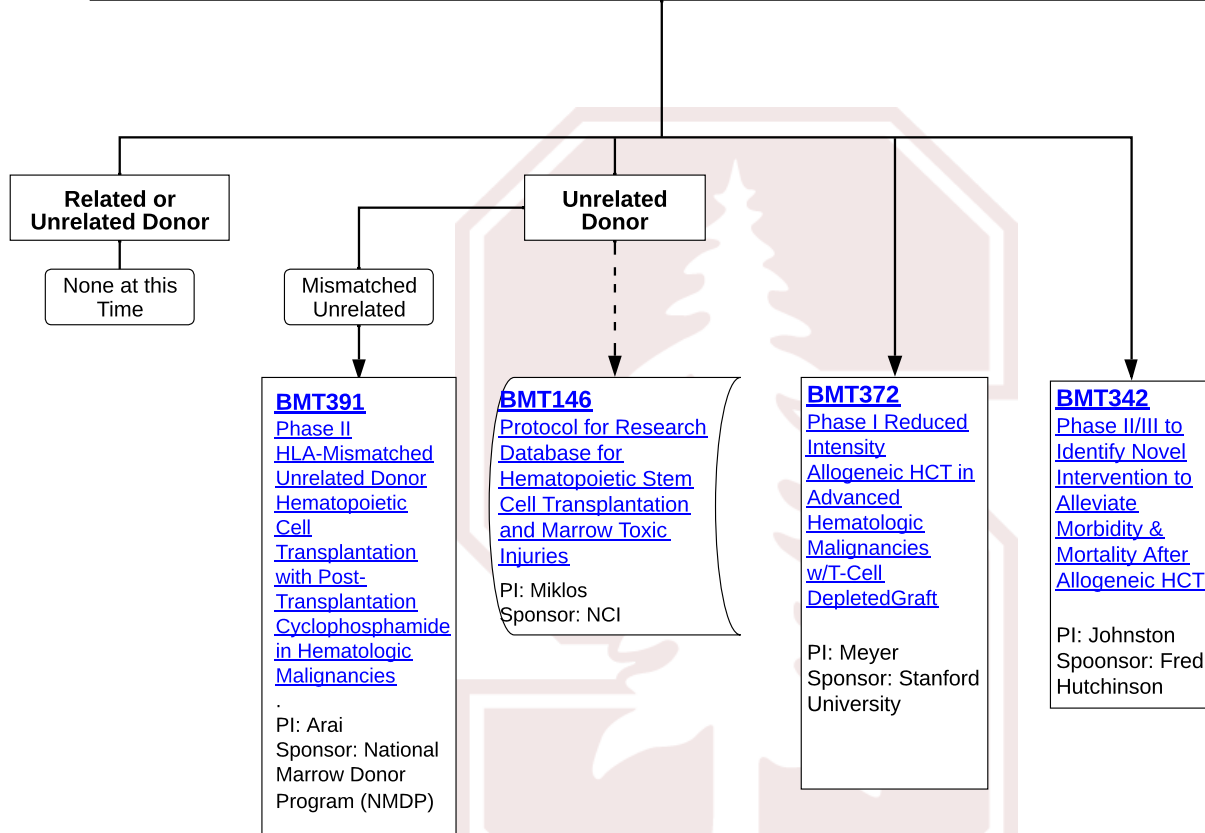 Related or
Unrelated Donor
None at this
Time
Unrelated
Donor
Mismatched
Unrelated
BMT391
Phase II
HLA-Mismatched
Unrelated Donor
Hematopoietic
Cell
Transplantation
with Post-
Transplantation
Cyclophosphamide
in Hematologic
Malignancies
.
PI: Arai
Sponsor: National
Marrow Donor
Program (NMDP)
BMT146
Protocol for Research
Database for
Hematopoietic Stem
Cell Transplantation
and Marrow Toxic
Injuries
PI: Miklos
Sponsor: NCI
BMT372
Phase I Reduced
Intensity
Allogeneic HCT in
Advanced
Hematologic
Malignancies
w/T-Cell
DepletedGraft
PI: Meyer
Sponsor: Stanford
University
BMT342
Phase II/III to
Identify Novel
Intervention to
Alleviate
Morbidity &
Mortality After
Allogeneic HCT
PI: Johnston
Spoonsor: Fred
Hutchinson